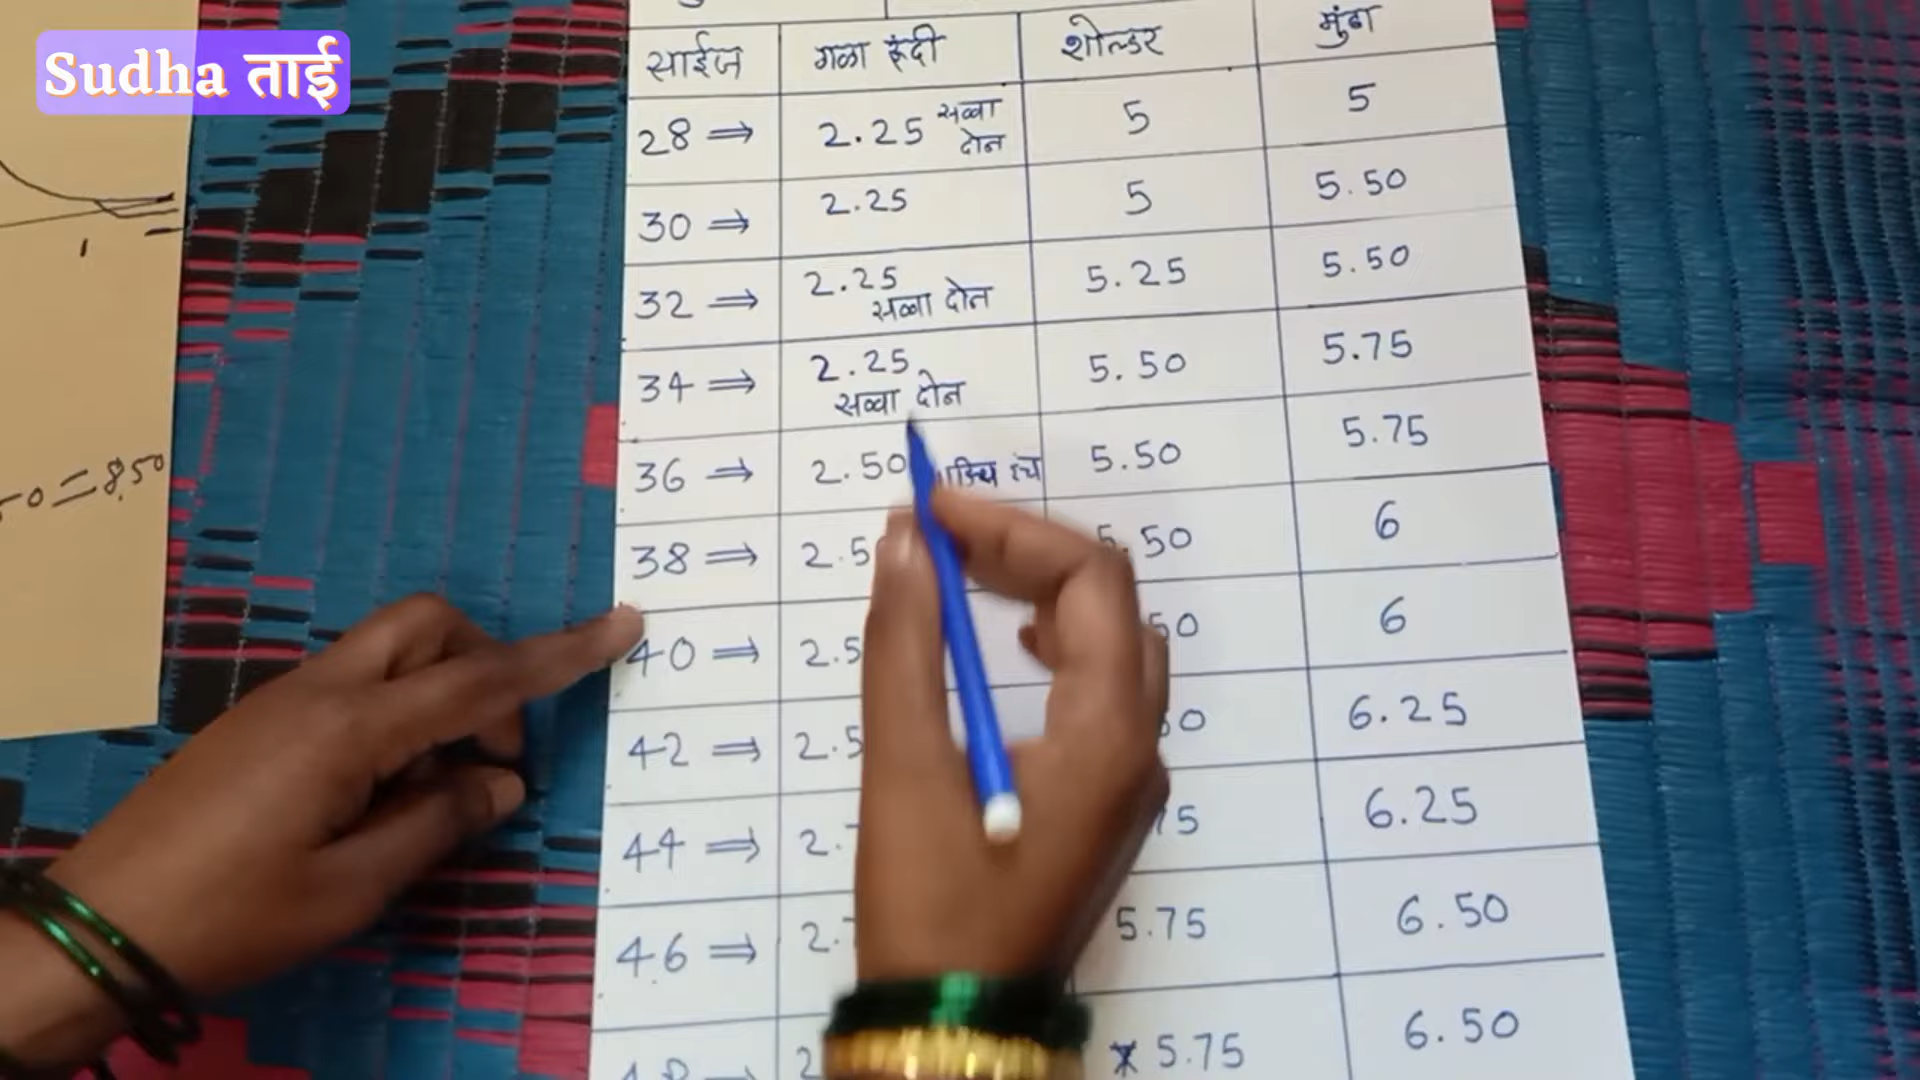 Sudha ताई
साईज गळा रूंदी शोल्डर मुंढा
28 ⇒ 2.25 सव्वा दोन 5 5
30 ⇒ 2.25 5 5.50
32 ⇒ 2.25 सव्वा दोन 5.25 5.50
34 ⇒ 2.25 सव्वा दोन 5.50 5.75
36 ⇒ 2.50 5.50 5.75
38 ⇒ 5.50 6
40 ⇒ 6
42 ⇒ 6.25
44 ⇒ 6.25
46 ⇒ 5.75 6.50
5.75 6.50
=8.50